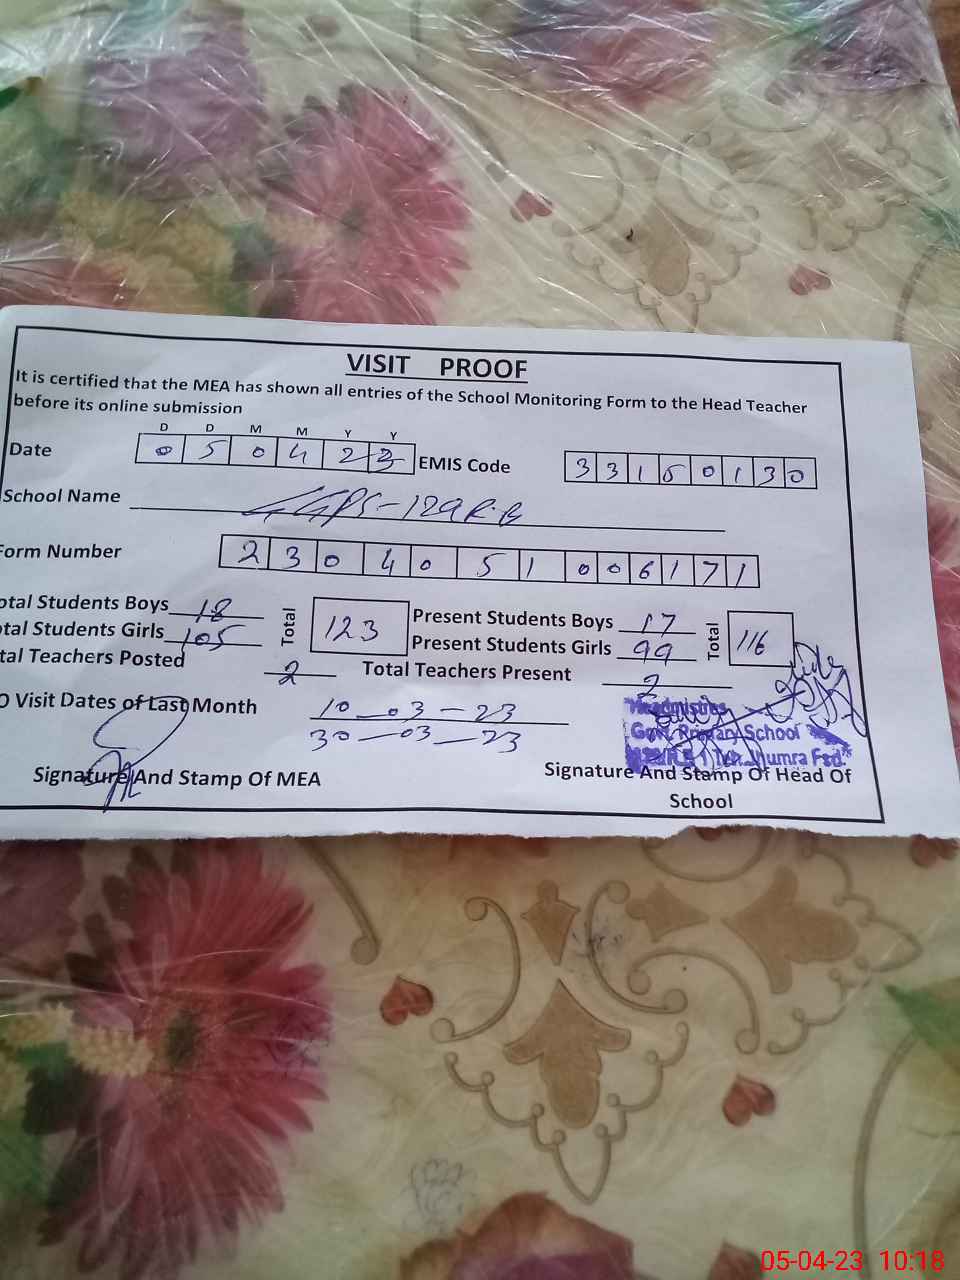 VISIT PROOF
It is certified that the MEA has shown all entries of the School Monitoring Form to the Head Teacher
before its online submission
D D M M Y Y
Date 0 5 0 4 2 3 EMIS Code 3 3 1 5 0 1 3 0
School Name GGPS-129 R.B
Form Number 2 3 0 4 0 5 1 0 0 6 1 7 1
otal Students Boys 18 Total 123 Present Students Boys 17 Total 116
otal Students Girls 105 Present Students Girls 99
tal Teachers Posted 2 Total Teachers Present 2
O Visit Dates of Last Month 10-03-23
30-03-23
Headmistres
Govt. Primary School
Jhumra Fsd.
Signature And Stamp Of MEA Signature And Stamp Of Head Of
School
05-04-23 10:18